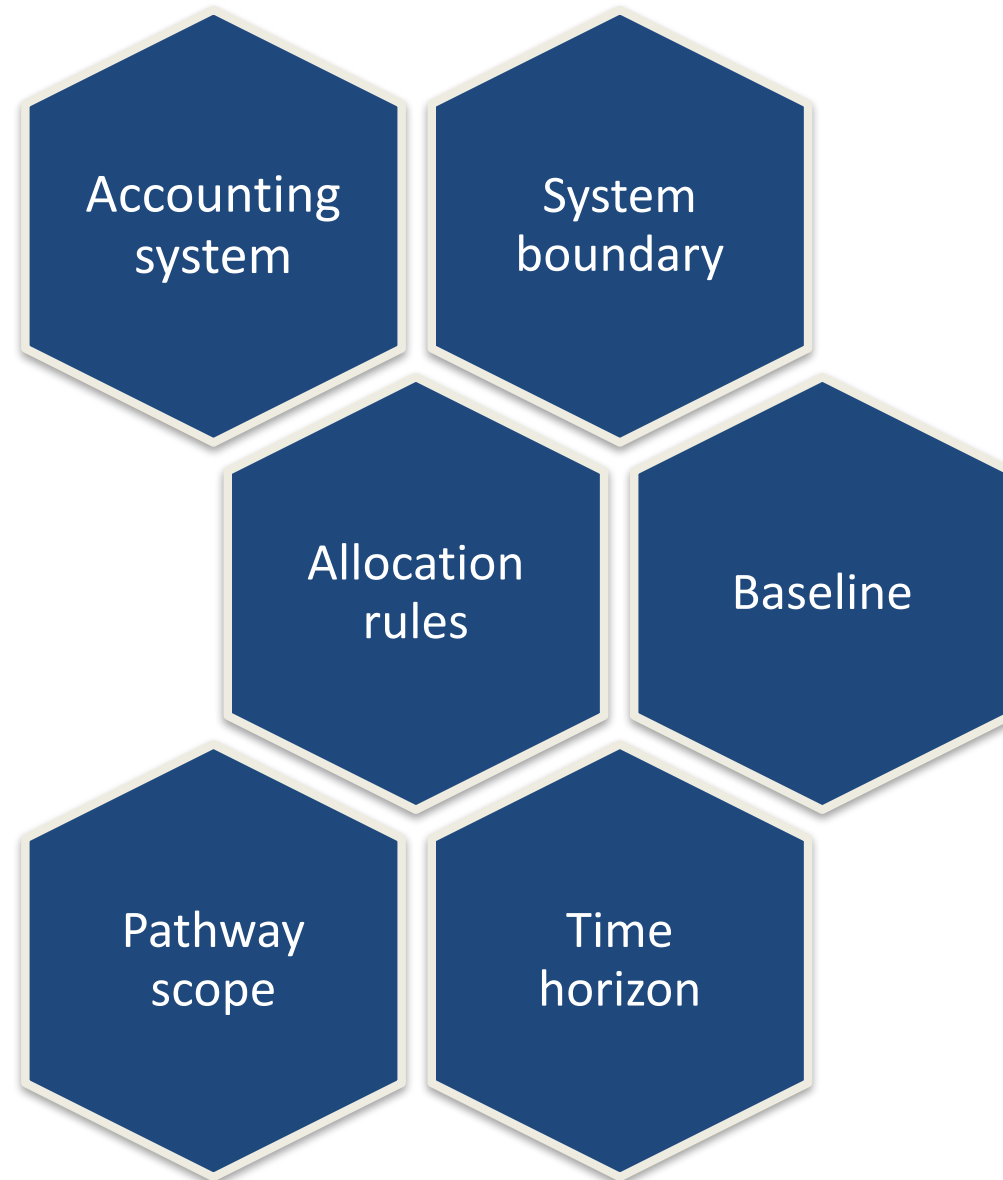 Accounting
system
System
boundary
Allocation
rules
Baseline
Pathway
scope
Time
horizon